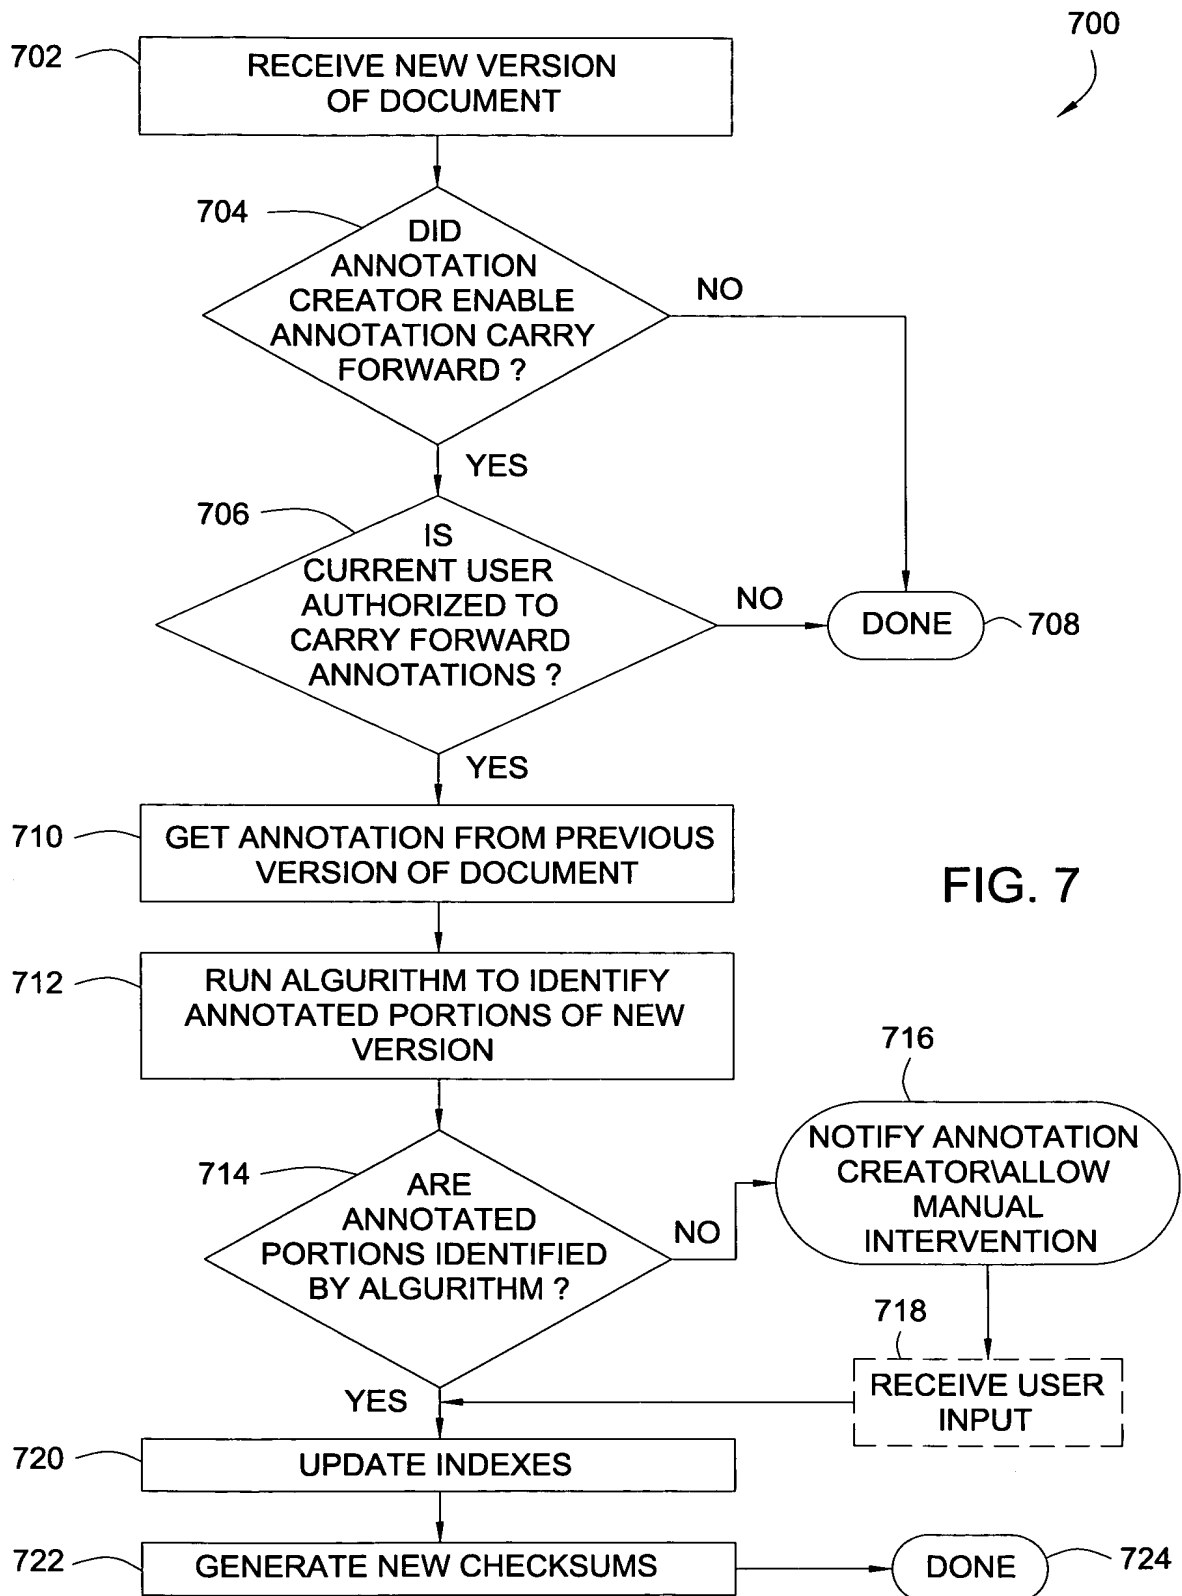 700
702
RECEIVE NEW VERSION
OF DOCUMENT
704
DID
ANNOTATION
CREATOR ENABLE
ANNOTATION CARRY
FORWARD ?
NO
YES
706
IS
CURRENT USER
AUTHORIZED TO
CARRY FORWARD
ANNOTATIONS ?
NO
DONE
708
YES
710
GET ANNOTATION FROM PREVIOUS
VERSION OF DOCUMENT
FIG. 7
712
RUN ALGURITHM TO IDENTIFY
ANNOTATED PORTIONS OF NEW
VERSION
714
ARE
ANNOTATED
PORTIONS IDENTIFIED
BY ALGURITHM ?
NO
716
NOTIFY ANNOTATION
CREATOR\ALLOW
MANUAL
INTERVENTION
718
RECEIVE USER
INPUT
YES
720
UPDATE INDEXES
722
GENERATE NEW CHECKSUMS
DONE
724